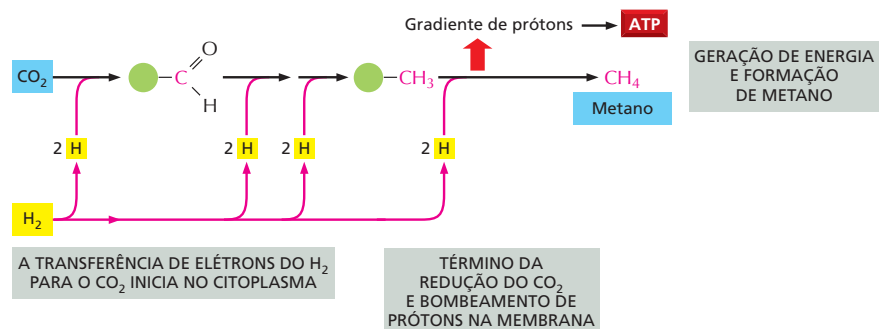 Gradiente de prótons
ATP
O
CO₂
C
H
CH₃
CH₄
Metano
GERAÇÃO DE ENERGIA
E FORMAÇÃO
DE METANO
2 H
2 H
2 H
2 H
H₂
A TRANSFERÊNCIA DE ELÉTRONS DO H₂
PARA O CO₂ INICIA NO CITOPLASMA
TÉRMINO DA
REDUÇÃO DO CO₂
E BOMBEAMENTO DE
PRÓTONS NA MEMBRANA